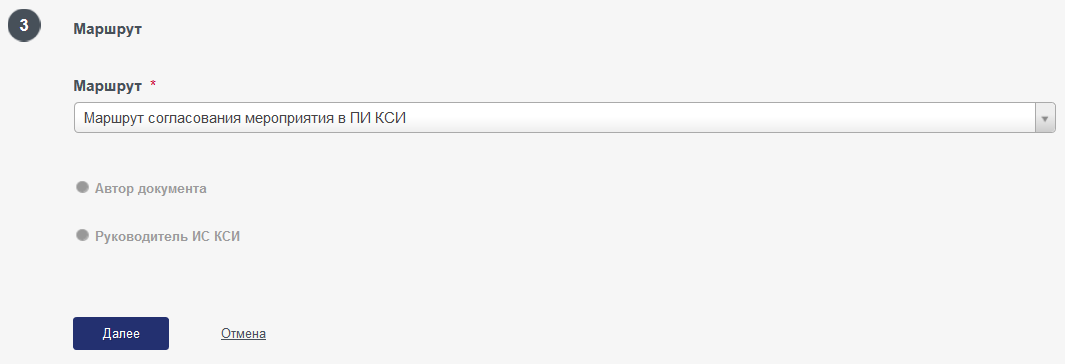 3
Маршрут
Маршрут *
Маршрут согласования мероприятия в ПИ КСИ
Автор документа
Руководитель ИС КСИ
Далее Отмена